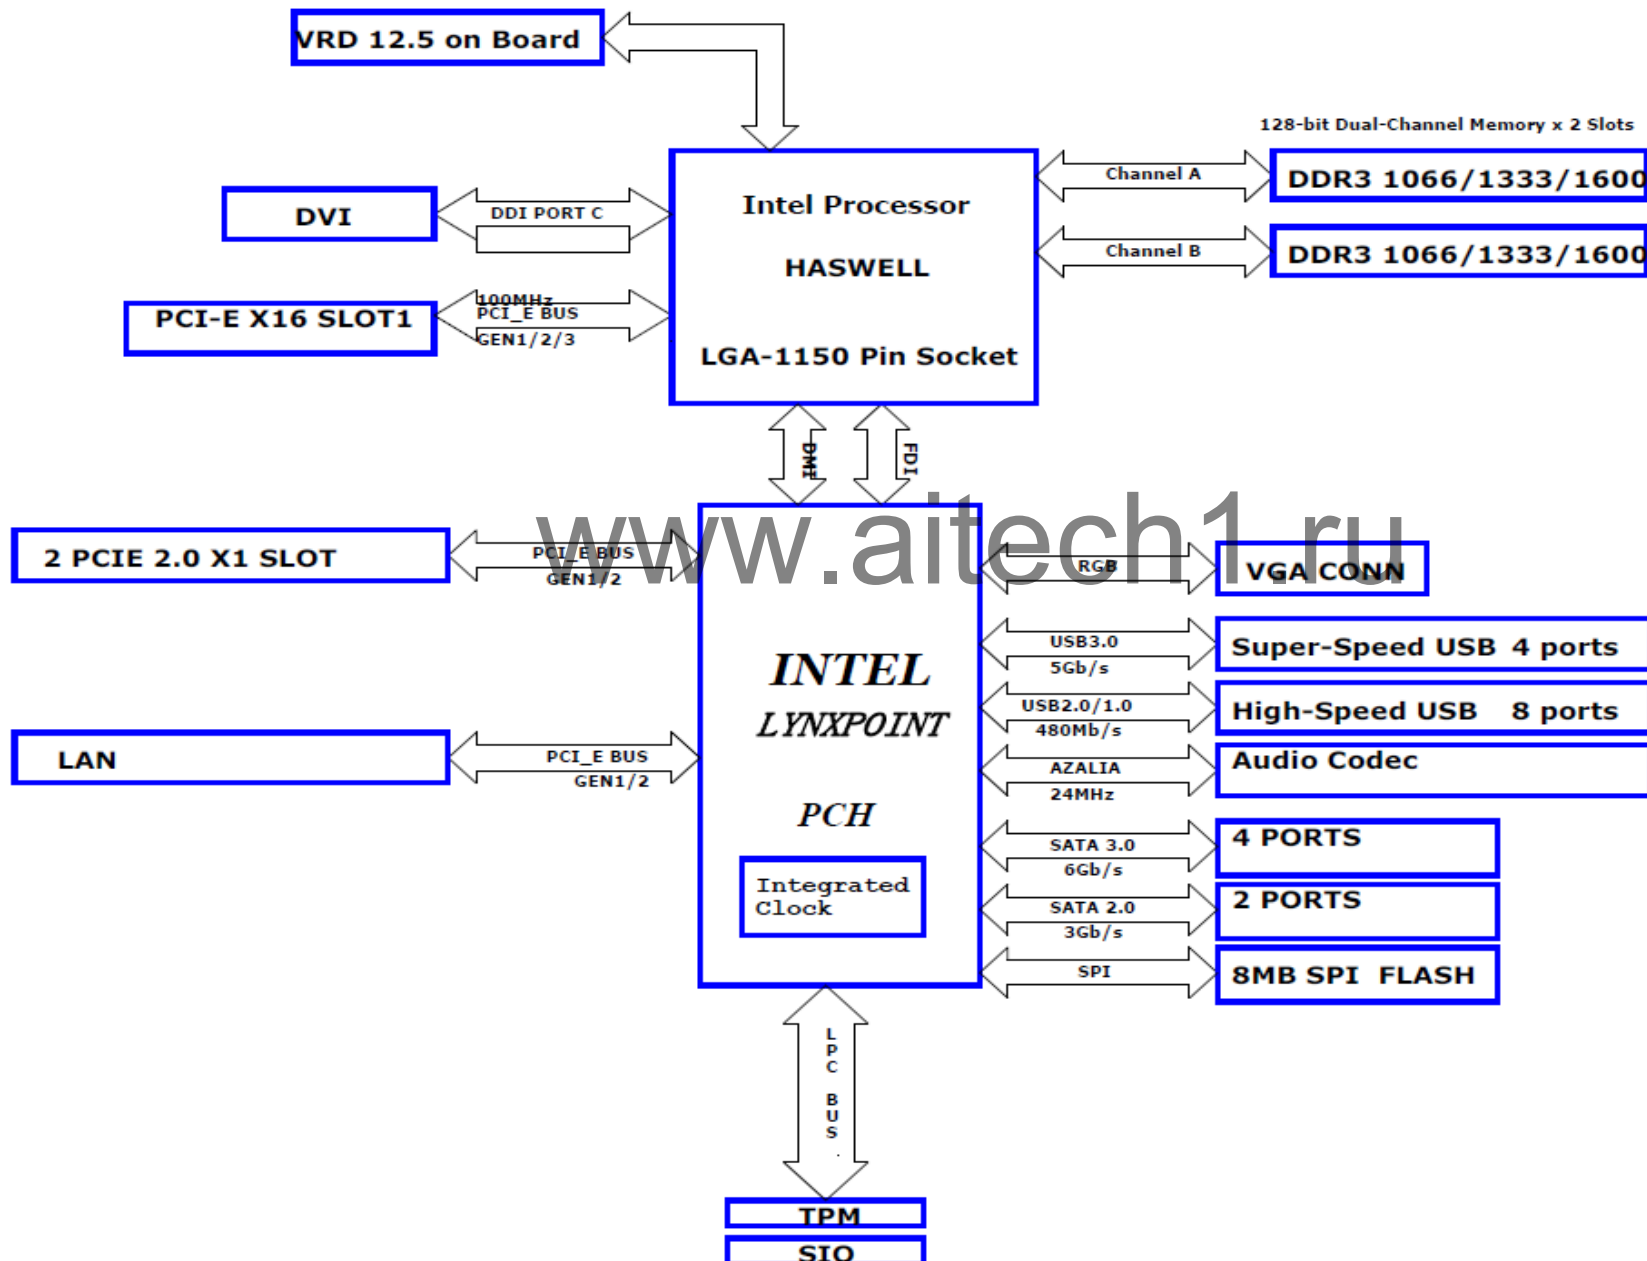 VRD 12.5 on Board
128-bit Dual-Channel Memory x 2 Slots
Channel A
DDR3 1066/1333/1600
Intel Processor
DVI
DDI PORT C
Channel B
DDR3 1066/1333/1600
HASWELL
100MHz
PCI-E X16 SLOT1
PCI_E BUS
GEN1/2/3
LGA-1150 Pin Socket
DMI
FDI
www.aitech1.ru
2 PCIE 2.0 X1 SLOT
PCI_E BUS
GEN1/2
RGB
VGA CONN
USB3.0
5Gb/s
Super-Speed USB 4 ports
INTEL
LYNXPOINT
USB2.0/1.0
480Mb/s
High-Speed USB 8 ports
LAN
PCI_E BUS
GEN1/2
AZALIA
24MHz
Audio Codec
PCH
SATA 3.0
6Gb/s
4 PORTS
Integrated
Clock
SATA 2.0
3Gb/s
2 PORTS
SPI
8MB SPI FLASH
LPC BUS
TPM
SIO